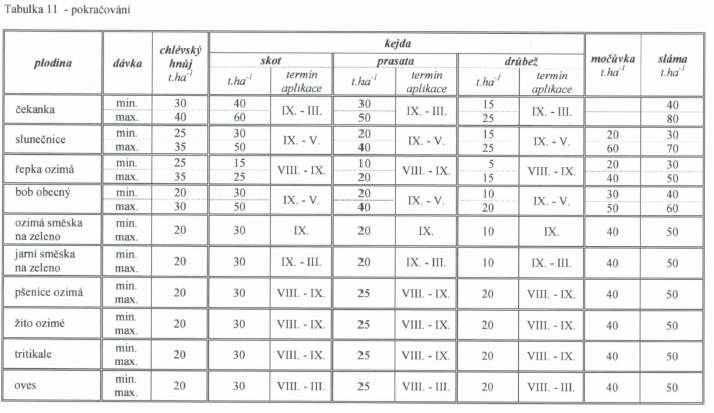 Tabulka 11 - pokračování
plodina dávka chlévský hnůj t.ha-1 kejda močůvka t.ha-1 sláma t.ha-1
skot prasata drůbež
t.ha-1 termín aplikace t.ha-1 termín aplikace t.ha-1 termín aplikace
čekanka min. 30 40 IX. - III. 30 IX. - III. 15 IX. - III. 40
max. 40 60 50 25 80
slunečnice min. 25 30 IX. - V. 20 IX. - V. 15 IX. - V. 20 30
max. 35 50 40 25 60 70
řepka ozimá min. 25 15 VIII. - IX. 10 VIII. - IX. 5 VIII. - IX. 20 30
max. 35 25 20 15 40 50
bob obecný min. 20 30 IX. - V. 20 IX. - V. 10 IX. - V. 30 40
max. 30 50 40 20 50 60
ozimá směska min.
na zeleno max. 20 30 IX. 20 IX. 10 IX. 40 50
jarní směska min.
na zeleno max. 20 30 IX. - III. 20 IX. - III. 10 IX. - III. 40 50
pšenice ozimá min. max. 20 30 VIII. - IX. 25 VIII. - IX. 20 VIII. - IX. 40 50
žito ozimé min. max. 20 30 VIII. - IX. 25 VIII. - IX. 20 VIII. - IX. 40 50
tritikale min. max. 20 30 VIII. - IX. 25 VIII. - IX. 20 VIII. - IX. 40 50
oves min. max. 20 30 VIII. - III. 25 VIII. - III. 20 VIII. - III. 40 50